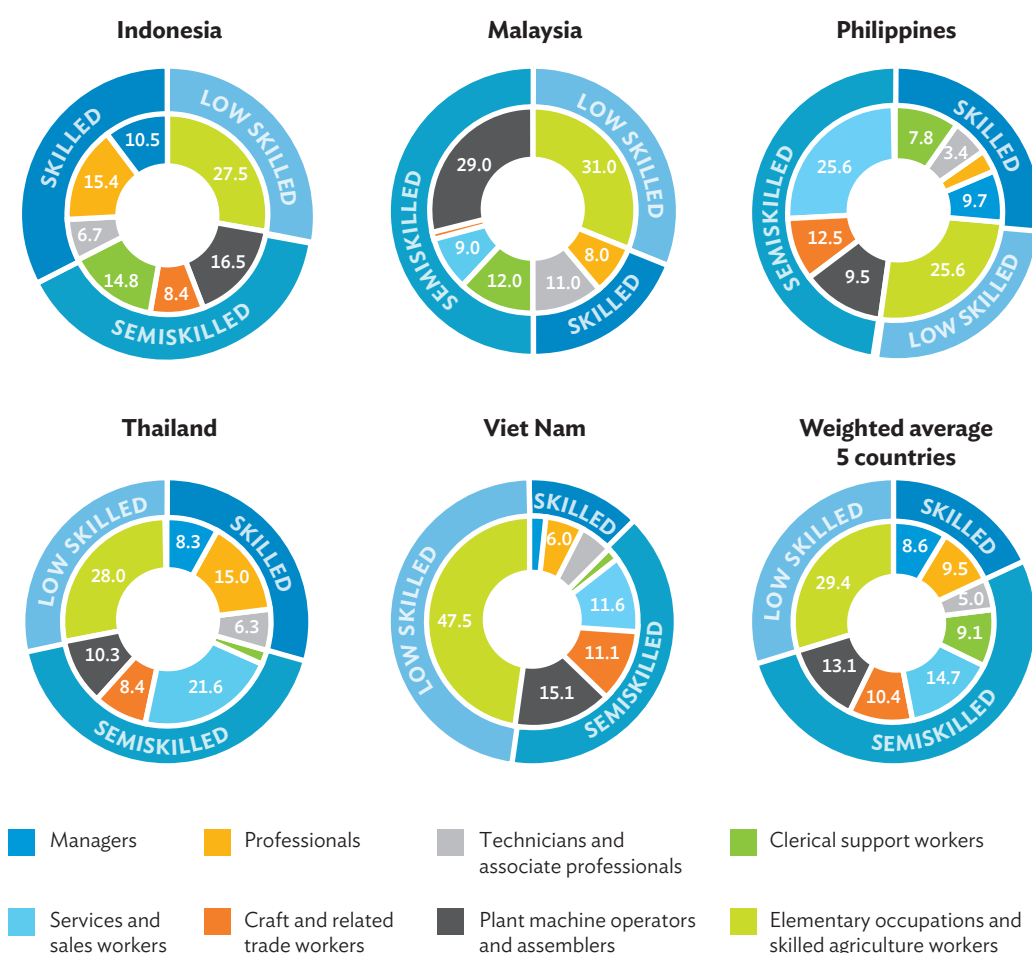 Indonesia
SKILLED
LOW SKILLED
SEMISKILLED
10.5
27.5
15.4
6.7
16.5
14.8
8.4
Malaysia
SEMISKILLED
LOW SKILLED
SKILLED
29.0
31.0
9.0
8.0
12.0
11.0
Philippines
SEMISKILLED
SKILLED
LOW SKILLED
7.8
3.4
25.6
9.7
12.5
9.5
25.6
Thailand
LOW SKILLED
SKILLED
SEMISKILLED
8.3
28.0
15.0
6.3
10.3
8.4
21.6
Viet Nam
LOW SKILLED
SKILLED
SEMISKILLED
6.0
47.5
11.6
11.1
15.1
Weighted average
5 countries
LOW SKILLED
SKILLED
SEMISKILLED
8.6
29.4
9.5
5.0
9.1
13.1
14.7
10.4
Managers
Professionals
Technicians and
associate professionals
Clerical support workers
Services and
sales workers
Craft and related
trade workers
Plant machine operators
and assemblers
Elementary occupations and
skilled agriculture workers